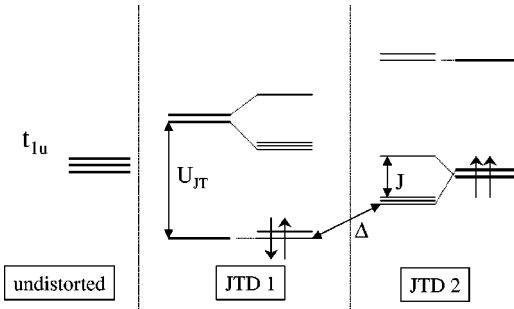 t1u
UJT
J
Δ
undistorted
JTD 1
JTD 2